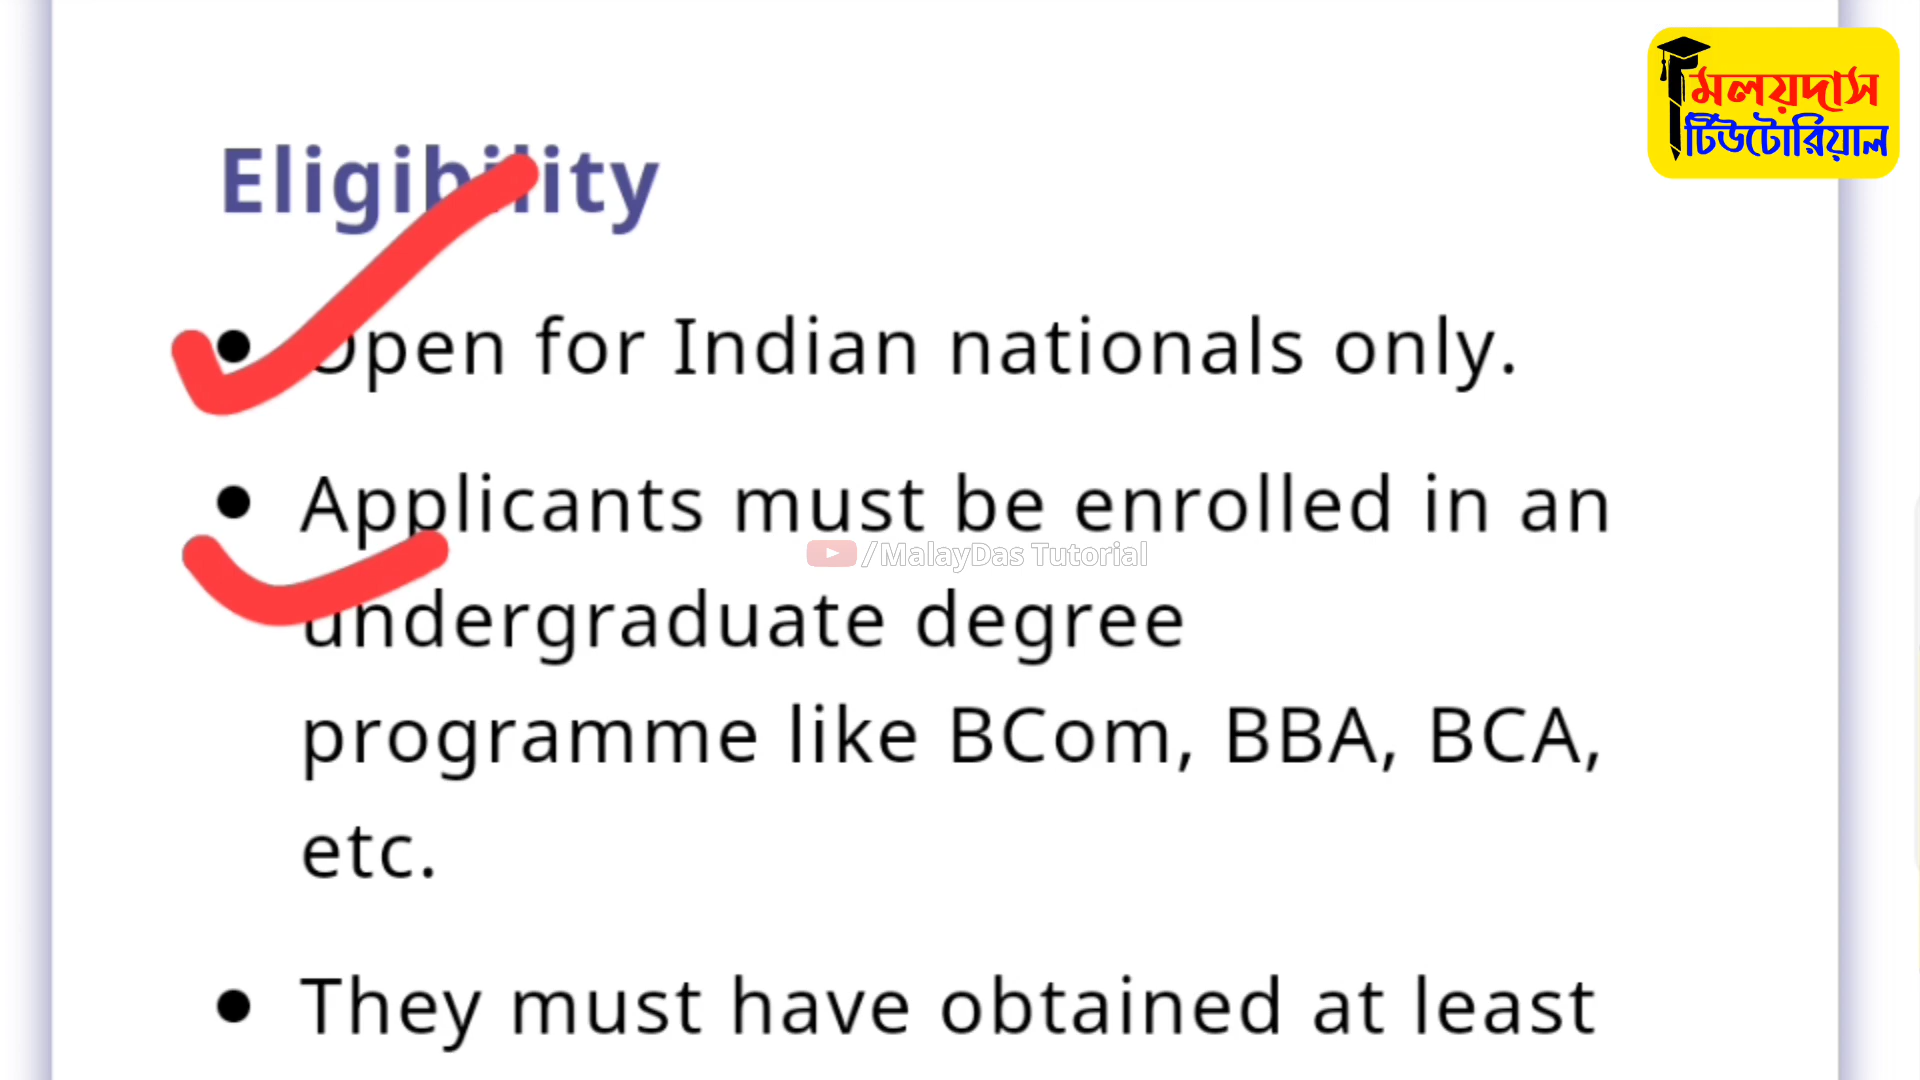 মলয়দাস
টিউটোরিয়াল
Eligibility
• Open for Indian nationals only.
• Applicants must be enrolled in an
/MalayDas Tutorial
undergraduate degree
programme like BCom, BBA, BCA,
etc.
• They must have obtained at least